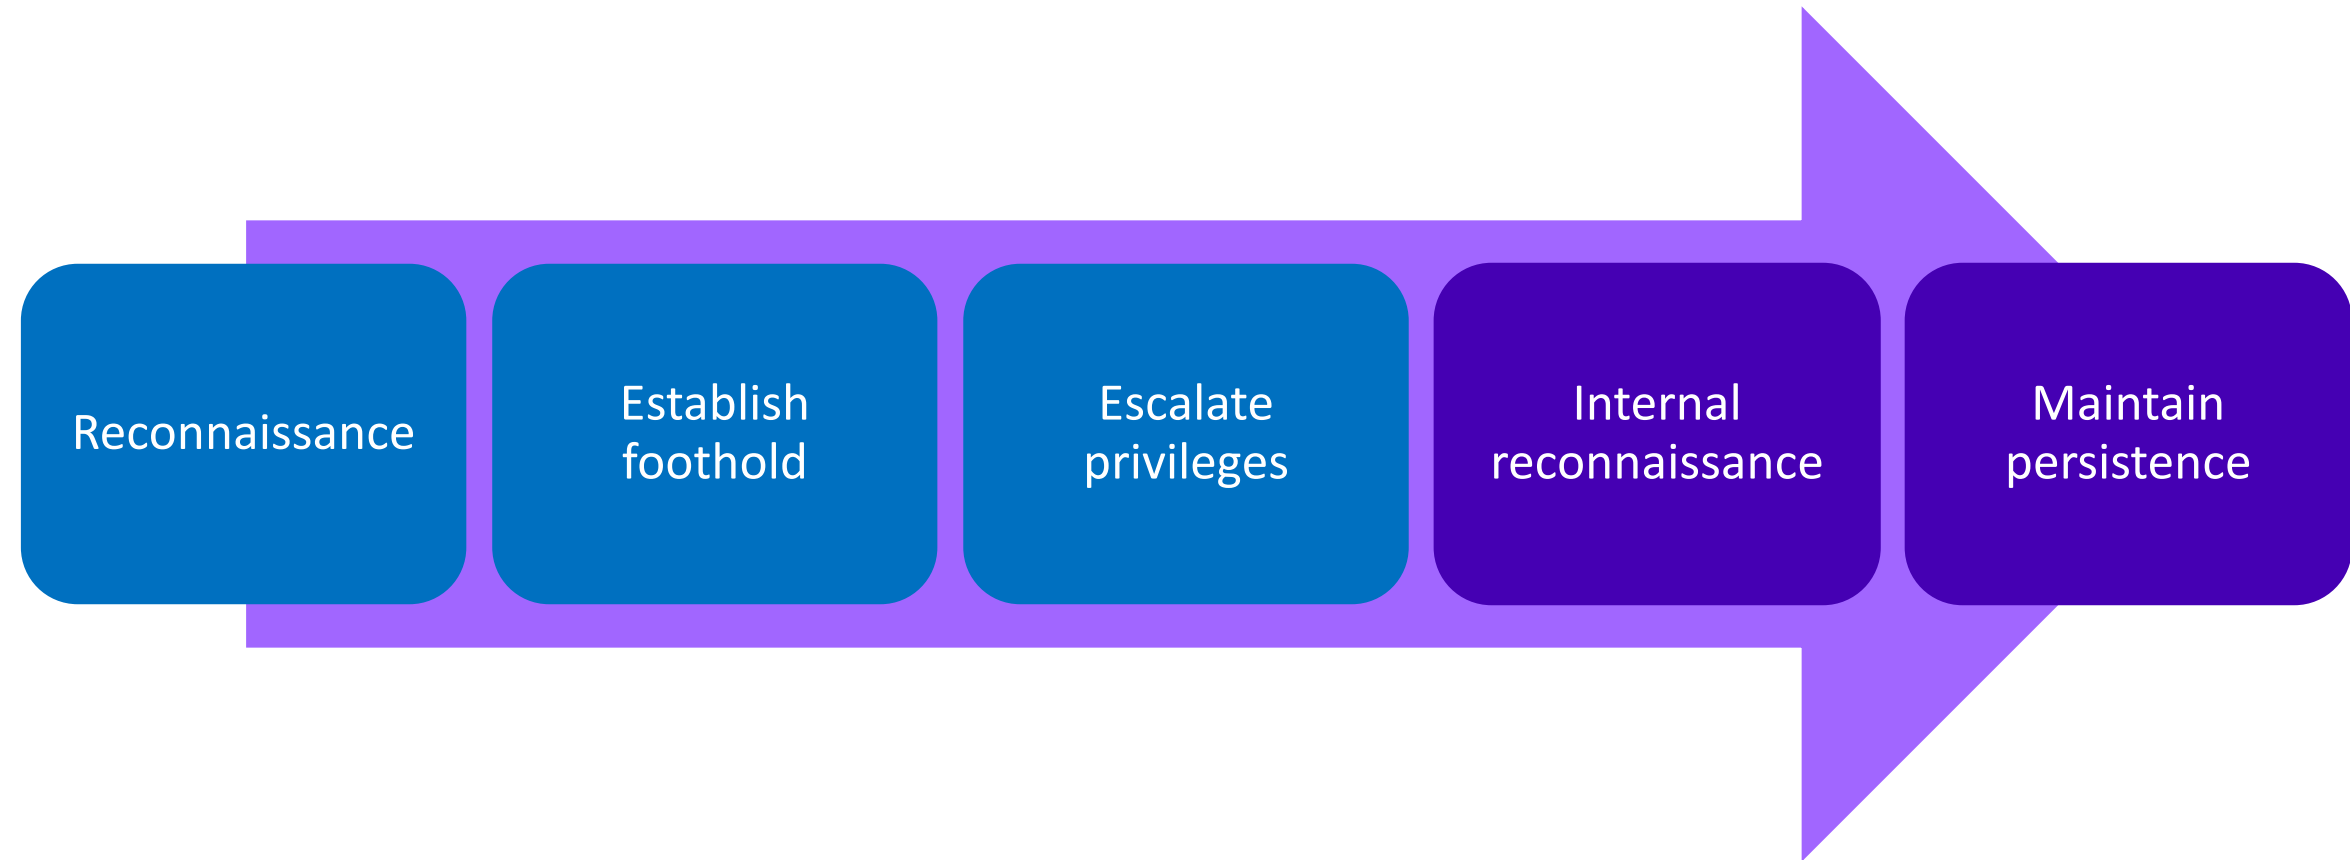 Reconnaissance
Establish
foothold
Escalate
privileges
Internal
reconnaissance
Maintain
persistence